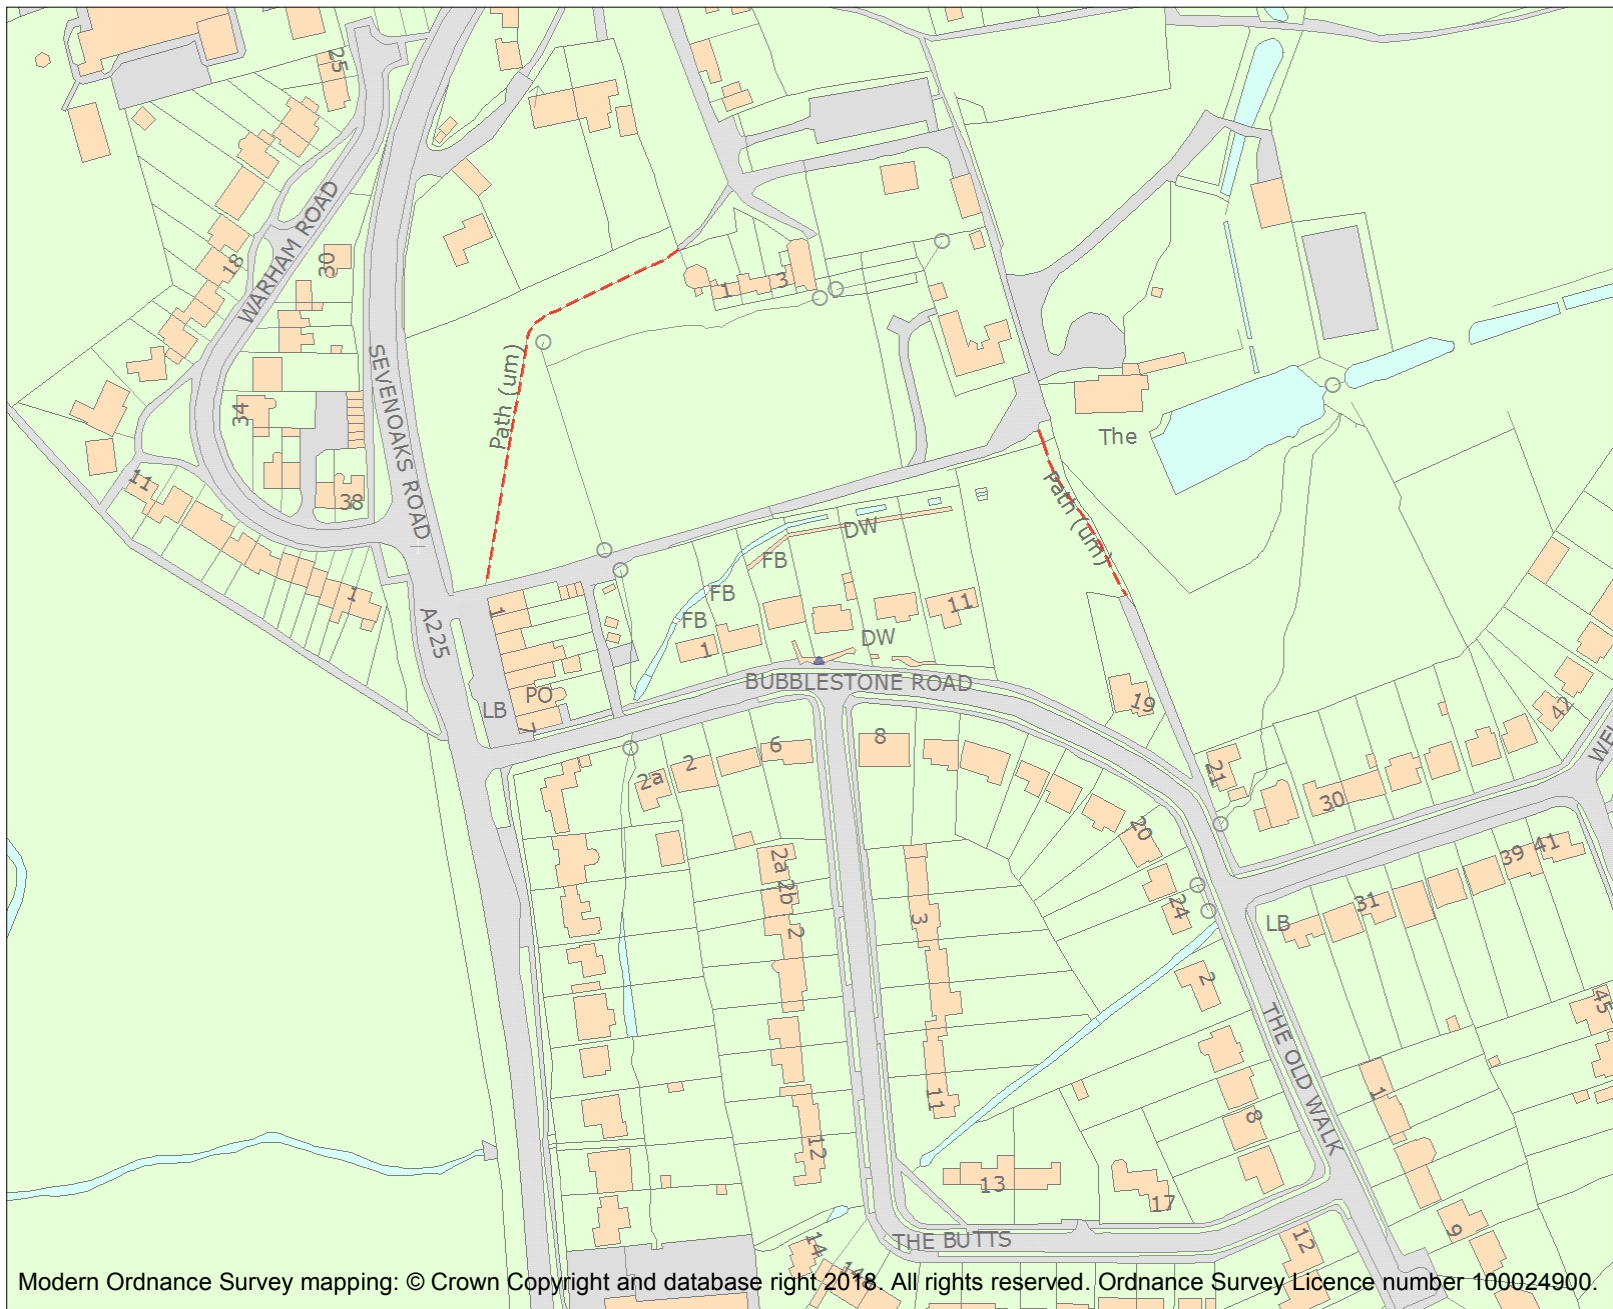 25
WARHAM ROAD
18
30
SEVENOAKS ROAD
34
38
11
1
A225
Path (um)
1
3
The
Path (um)
DW
FB
FB
FB
1
11
DW
1
PO
LB
7
BUBBLESTONE ROAD
19
21
42
WEL
30
2a
2
6
8
20
24
39
41
31
LB
2a
2b
2
12
3
11
2
8
THE OLD WALK
45
1
9
13
17
12
THE BUTTS
14
14a
Modern Ordnance Survey mapping: © Crown Copyright and database right 2018. All rights reserved. Ordnance Survey Licence number 100024900.